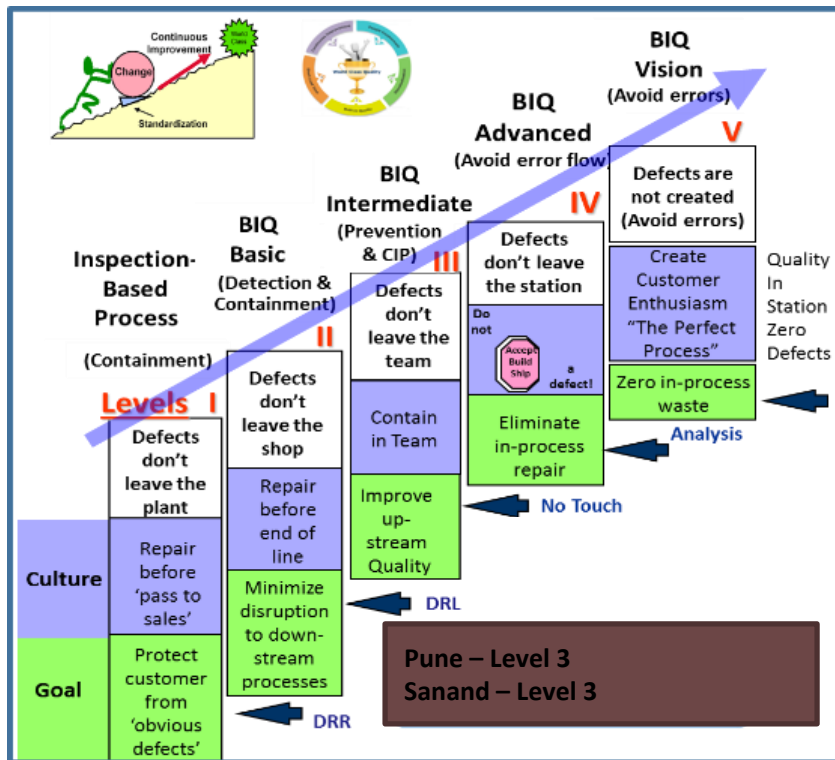 Continuous
Improvement
World
Class
Change
Standardization
World Class Quality
Inspection-
Based
Process
(Containment)
Levels I
Defects
don't
leave the
plant
Culture
Repair
before
'pass to
sales'
Goal
Protect
customer
from
'obvious
defects'
DRR
BIQ
Basic
(Detection &
Containment)
II
Defects
don't
leave the
shop
Repair
before
end of
line
Minimize
disruption
to down-
stream
processes
DRL
BIQ
Intermediate
(Prevention
& CIP)
III
Defects
don't
leave the
team
Contain
in Team
Improve
up-
stream
Quality
No Touch
BIQ
Advanced
(Avoid error flow)
IV
Defects
don't leave
the station
Do
not
Accept
Build
Ship
a
defect!
Eliminate
in-process
repair
Analysis
BIQ
Vision
(Avoid errors)
V
Defects are
not created
(Avoid errors)
Create
Customer
Enthusiasm
"The Perfect
Process"
Zero in-process
waste
Quality
In
Station
Zero
Defects
Pune – Level 3
Sanand – Level 3